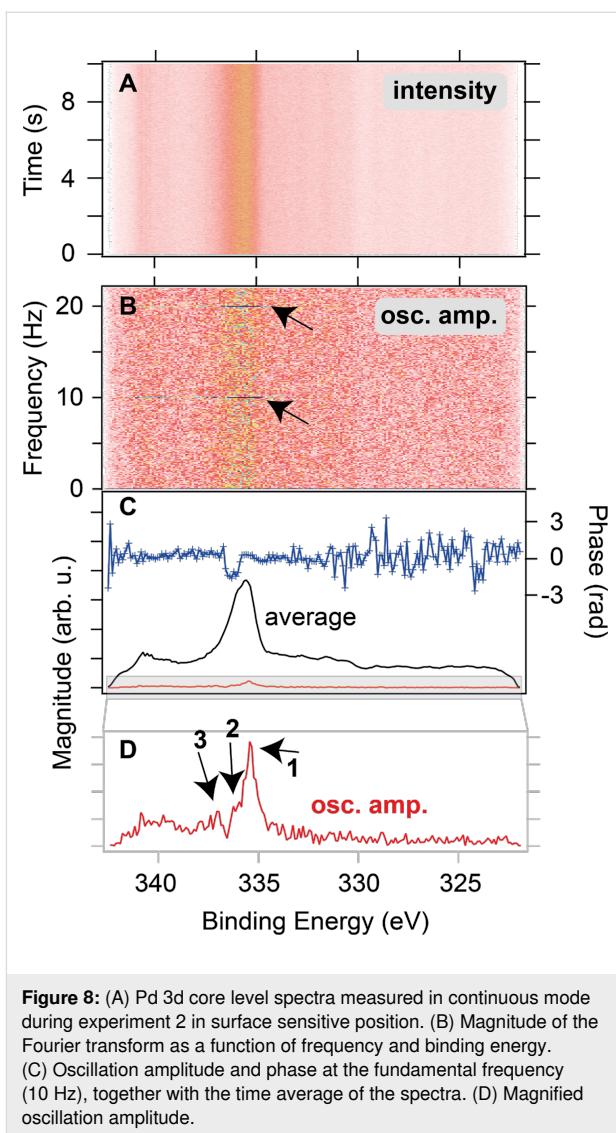 A
intensity
8
4
0
Time (s)
B
osc. amp.
20
10
0
Frequency (Hz)
C
3
0
-3
Phase (rad)
average
Magnitude (arb. u.)
D
3
2
1
osc. amp.
340
335
330
325
Binding Energy (eV)
Figure 8: (A) Pd 3d core level spectra measured in continuous mode
during experiment 2 in surface sensitive position. (B) Magnitude of the
Fourier transform as a function of frequency and binding energy.
(C) Oscillation amplitude and phase at the fundamental frequency
(10 Hz), together with the time average of the spectra. (D) Magnified
oscillation amplitude.